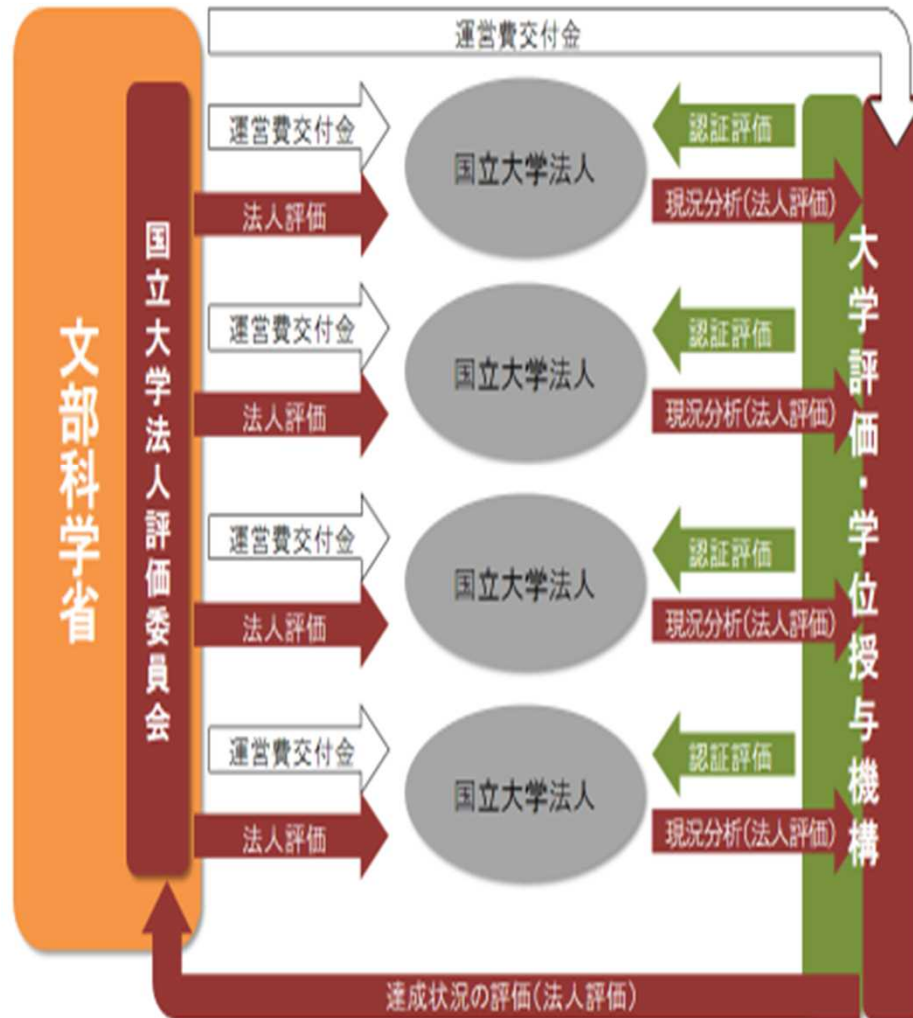 運営費交付金
文部科学省
国立大学法人評価委員会
運営費交付金
法人評価
国立大学法人
認証評価
現況分析(法人評価)
運営費交付金
法人評価
国立大学法人
認証評価
現況分析(法人評価)
運営費交付金
法人評価
国立大学法人
認証評価
現況分析(法人評価)
運営費交付金
法人評価
国立大学法人
認証評価
現況分析(法人評価)
大学評価・学位授与機構
達成状況の評価(法人評価)